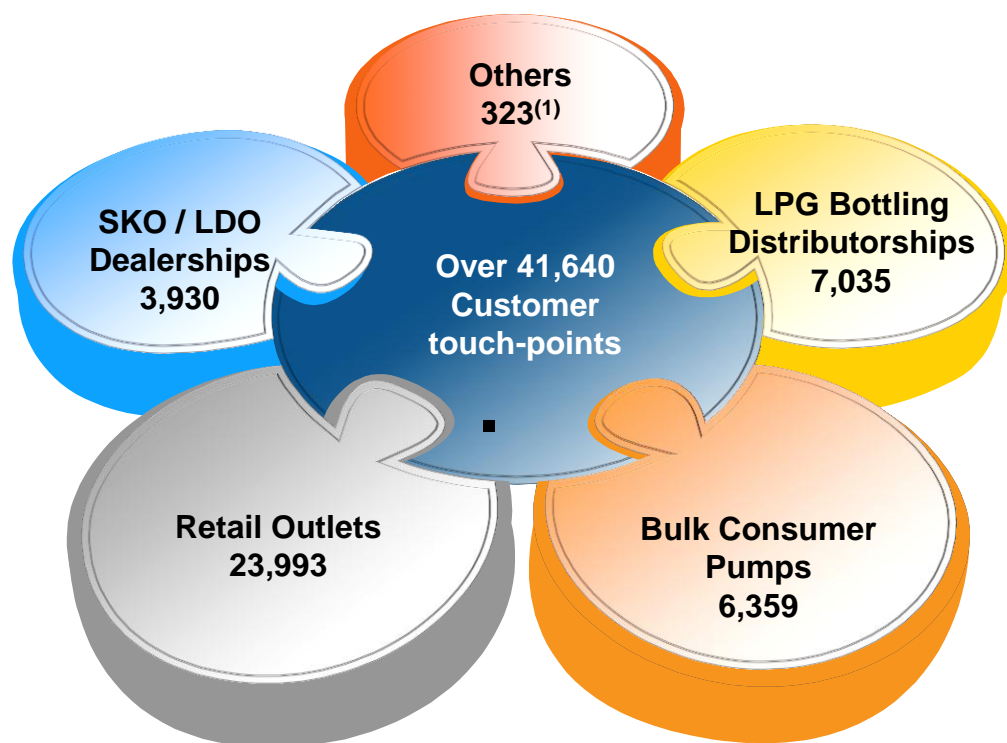 Others
323(1)
SKO / LDO
Dealerships
3,930
LPG Bottling
Distributorships
7,035
Over 41,640
Customer
touch-points
Retail Outlets
23,993
Bulk Consumer
Pumps
6,359